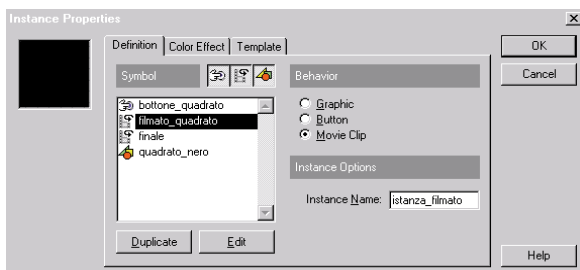 Instance Properties
Definition Color Effect Template
OK
Cancel
Symbol
Behavior
bottone_quadrato
filmato_quadrato
finale
quadrato_nero
Graphic
Button
Movie Clip
Instance Options
Instance Name: istanza_filmato
Duplicate Edit
Help